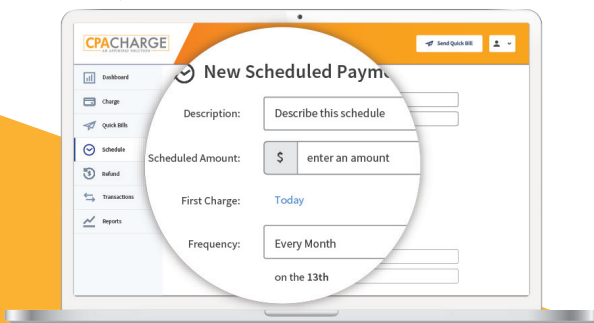 CPACHARGE
AN AFFINIPAY SOLUTION
Send Quick Bill
Dashboard
Charge
Quick Bills
Schedule
Refund
Transactions
Reports
New Scheduled Payme
Description: Describe this schedule
Scheduled Amount: $ enter an amount
First Charge: Today
Frequency: Every Month
on the 13th